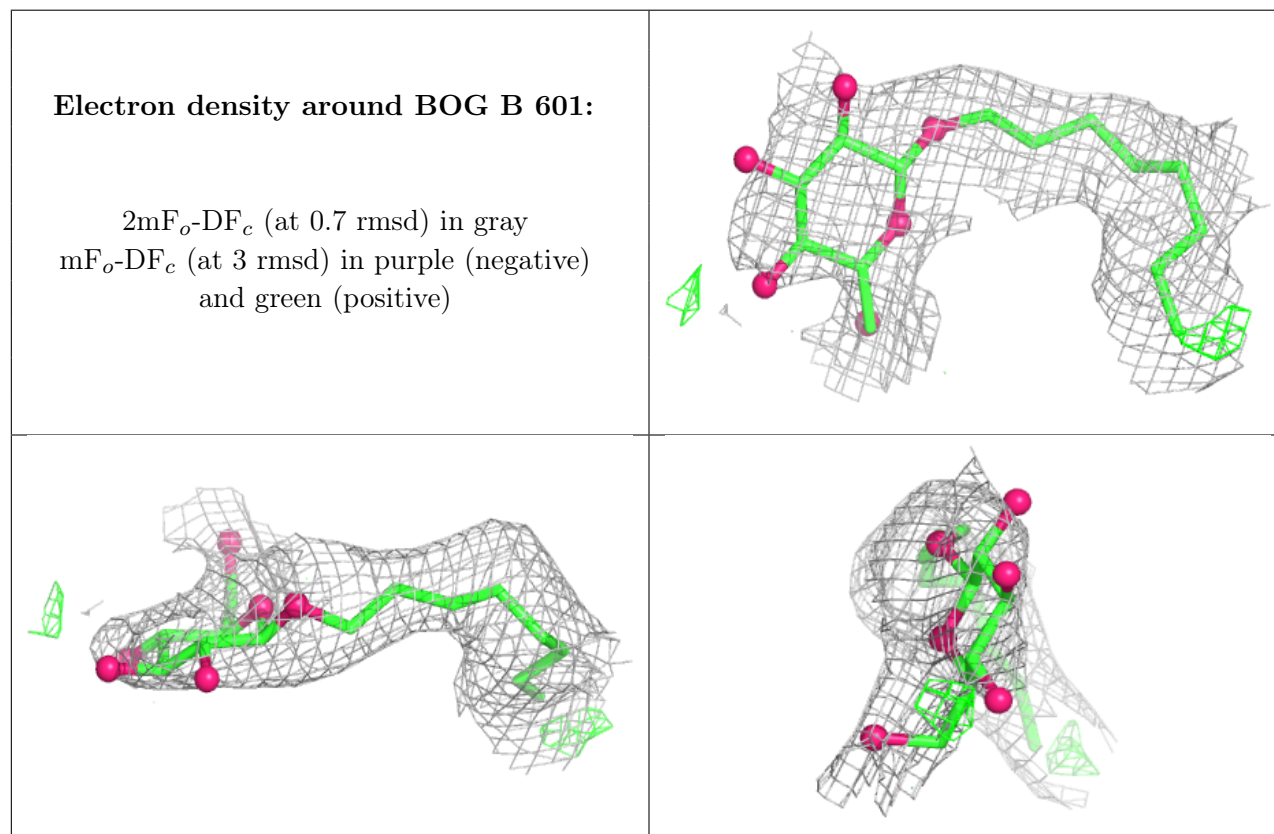 Electron density around BOG B 601:
2mFo-DFc (at 0.7 rmsd) in gray
mFo-DFc (at 3 rmsd) in purple (negative)
and green (positive)